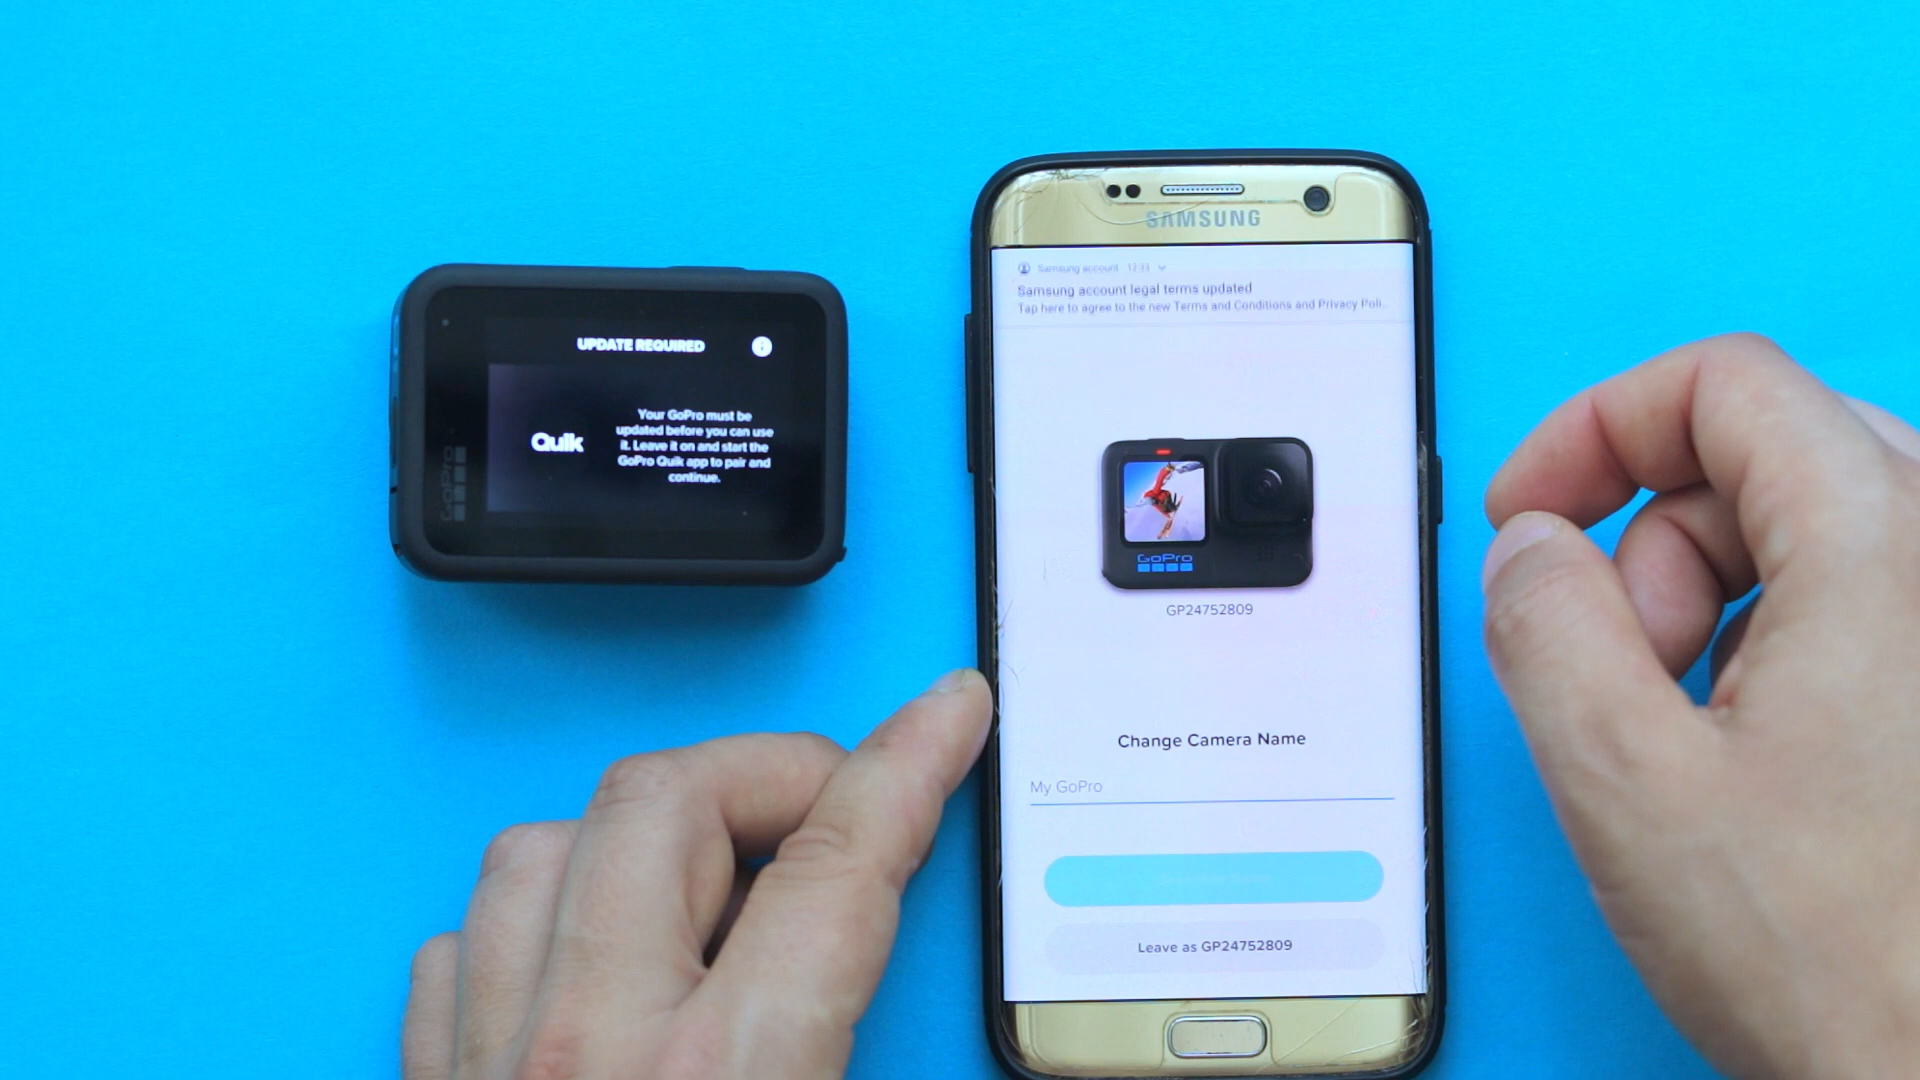 UPDATE REQUIRED
Quik
Your GoPro must be
updated before you can use
it. Leave it on and start the
GoPro Quik app to pair and
continue.
GoPro
SAMSUNG
Samsung account 12:33
Samsung account legal terms updated
Tap here to agree to the new Terms and Conditions and Privacy Poli...
GoPro
GP24752809
Change Camera Name
My GoPro
Leave as GP24752809